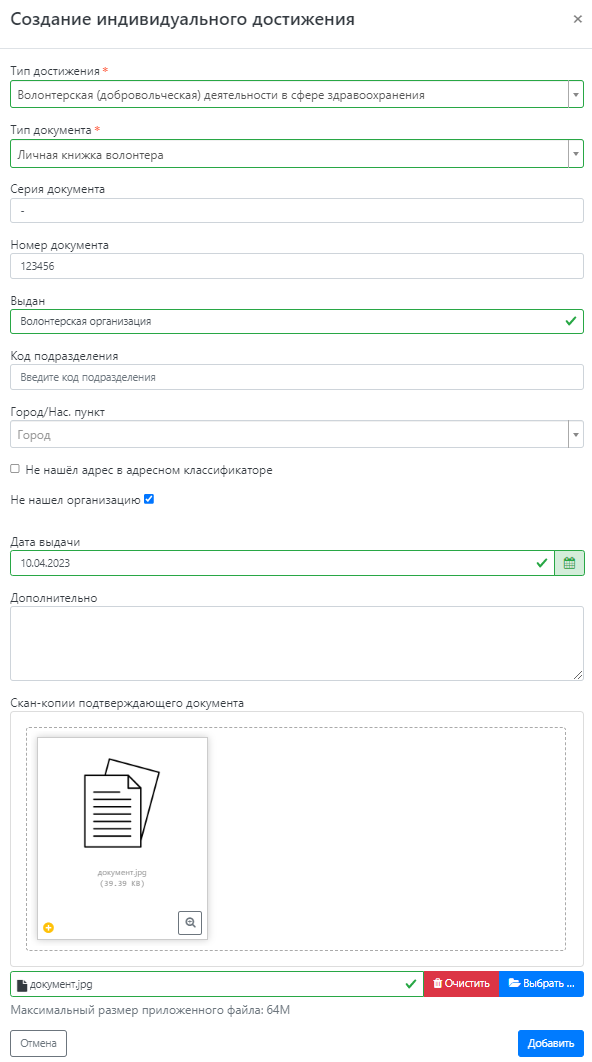 Создание индивидуального достижения ×
Тип достижения *
Волонтерская (добровольческая) деятельности в сфере здравоохранения
Тип документа *
Личная книжка волонтера
Серия документа
-
Номер документа
123456
Выдан
Волонтерская организация
Код подразделения
Введите код подразделения
Город/Нас. пункт
Город
Не нашёл адрес в адресном классификаторе
Не нашел организацию
Дата выдачи
10.04.2023
Дополнительно
Скан-копии подтверждающего документа
документ.jpg
(39.39 KB)
документ.jpg Очистить Выбрать ...
Максимальный размер приложенного файла: 64M
Отмена Добавить